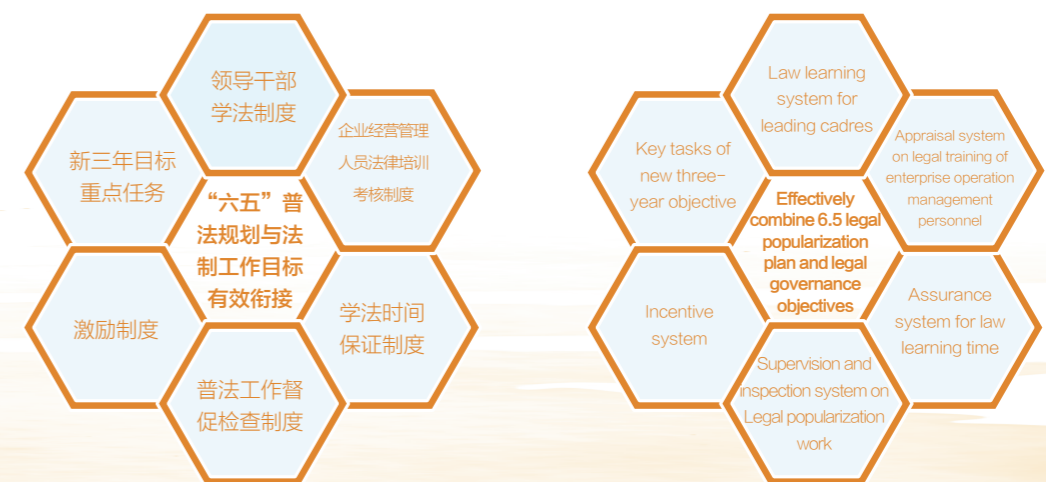 领导干部
学法制度
企业经营管理
人员法律培训
考核制度
新三年目标
重点任务
“六五”普
法规划与法
制工作目标
有效衔接
激励制度
学法时间
保证制度
普法工作督
促检查制度
Law learning
system for
leading cadres
Appraisal system
on legal training of
enterprise operation
management
personnel
Key tasks of
new three-
year objective
Effectively
combine 6.5 legal
popularization
plan and legal
governance
objectives
Incentive
system
Assurance
system for law
learning time
Supervision and
inspection system on
Legal popularization
work